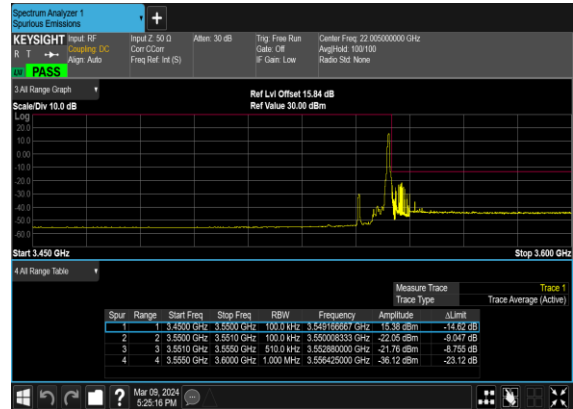 Spectrum Analyzer 1
Spurious Emissions
KEYSIGHT Input: RF Input Z: 50 Ω Atten: 30 dB Trig: Free Run Center Freq: 22.005000000 GHz
R T Coupling: DC Corr CCorr Gate: Off Avg|Hold: 100/100
Align: Auto Freq Ref: Int (S) IF Gain: Low Radio Std: None
PASS
3 All Range Graph
Ref Lvl Offset 15.84 dB
Scale/Div 10.0 dB Ref Value 30.00 dBm
Log
20.0
10.0
0.00
-10.0
-20.0
-30.0
-40.0
-50.0
-60.0
Start 3.450 GHz Stop 3.600 GHz
4 All Range Table
Measure Trace Trace 1
Trace Type Trace Average (Active)
Spur Range Start Freq Stop Freq RBW Frequency Amplitude ΔLimit
1 1 3.4500 GHz 3.5500 GHz 100.0 kHz 3.549166667 GHz 15.38 dBm -14.62 dB
2 2 3.5500 GHz 3.5510 GHz 100.0 kHz 3.550008333 GHz -22.05 dBm -9.047 dB
3 3 3.5510 GHz 3.5550 GHz 510.0 kHz 3.552880000 GHz -21.76 dBm -8.755 dB
4 4 3.5550 GHz 3.6000 GHz 1.000 MHz 3.556425000 GHz -36.12 dBm -23.12 dB
? Mar 09, 2024
5:25:16 PM